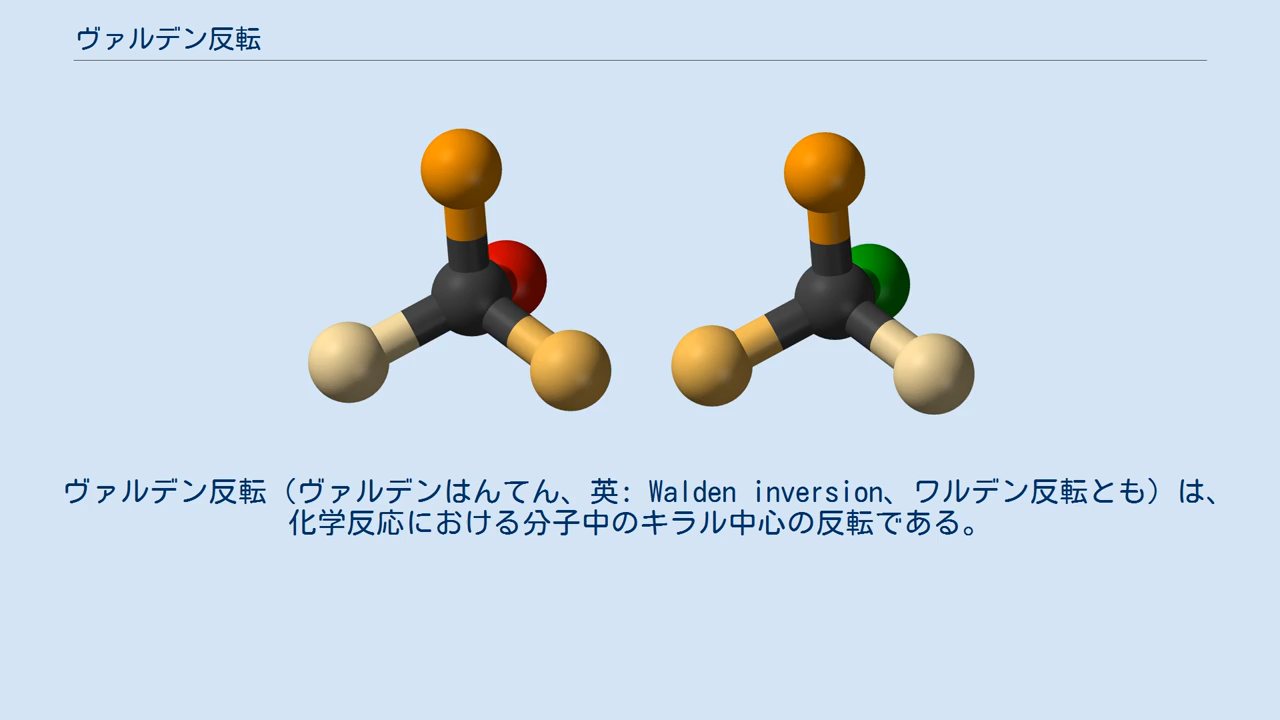 ヴァルデン反転
ヴァルデン反転（ヴァルデンはんてん、英: Walden inversion、ワルデン反転とも）は、
化学反応における分子中のキラル中心の反転である。